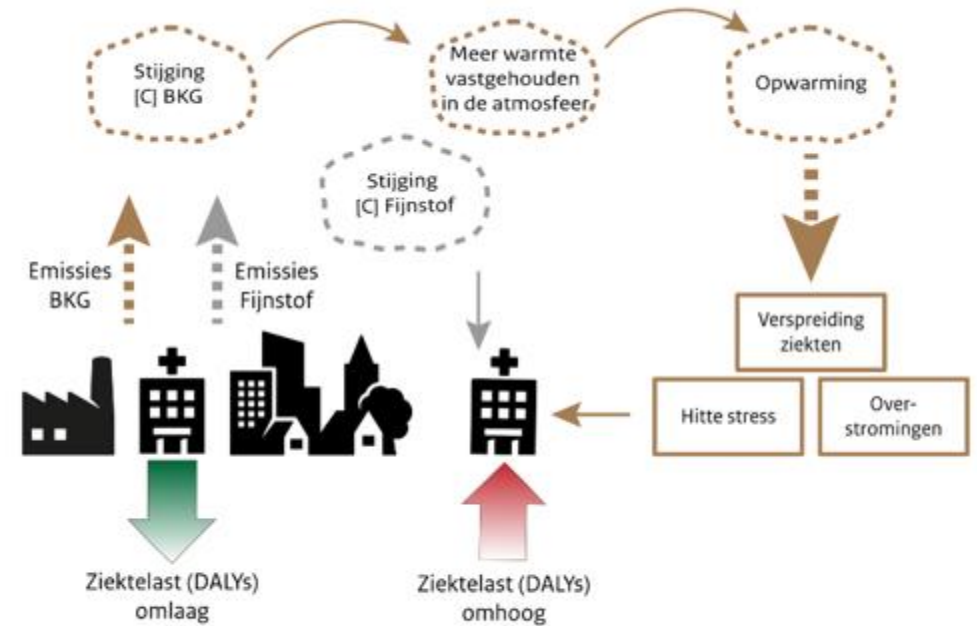 Stijging
[C] BKG
Meer warmte
vastgehouden
in de atmosfeer
Opwarming
Stijging
[C] Fijnstof
Emissies
BKG
Emissies
Fijnstof
Verspreiding
ziekten
Hitte stress
Over-
stromingen
Ziektelast (DALYs)
omlaag
Ziektelast (DALYs)
omhoog